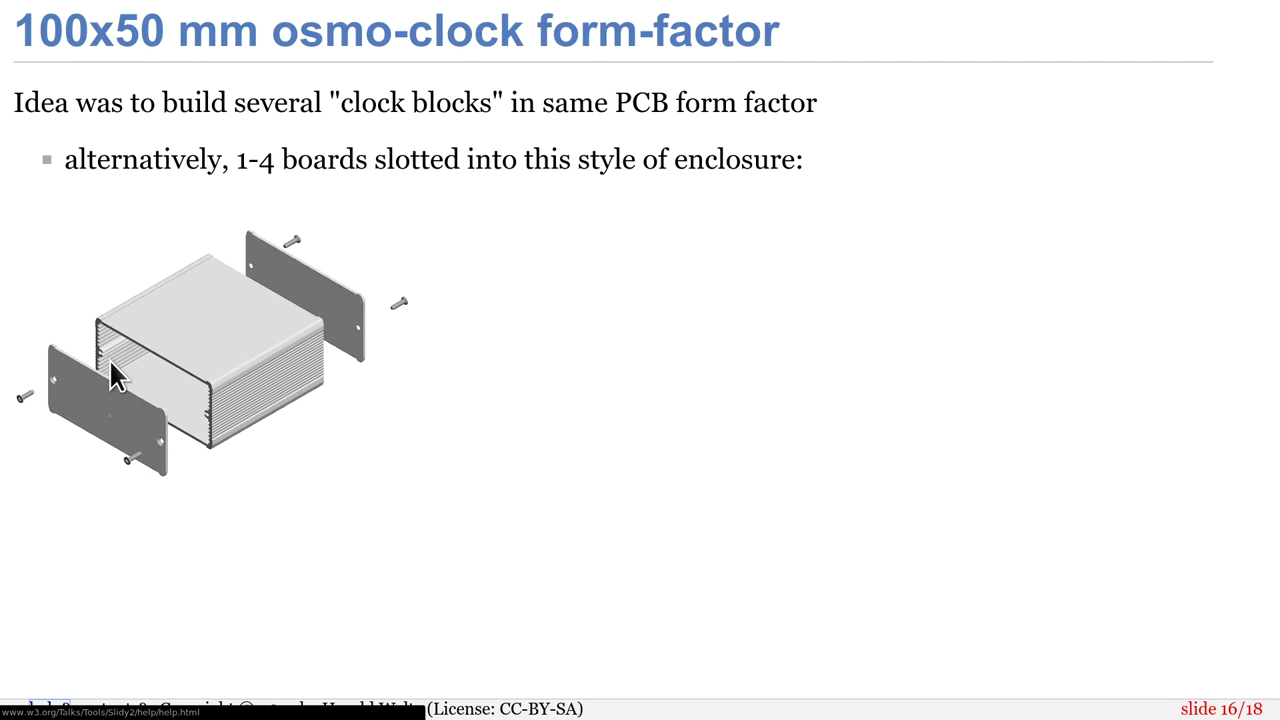 100x50 mm osmo-clock form-factor
Idea was to build several "clock blocks" in same PCB form factor
alternatively, 1-4 boards slotted into this style of enclosure:
www.w3.org/Talks/Tools/Slidy2/help/help.html
(License: CC-BY-SA)
slide 16/18